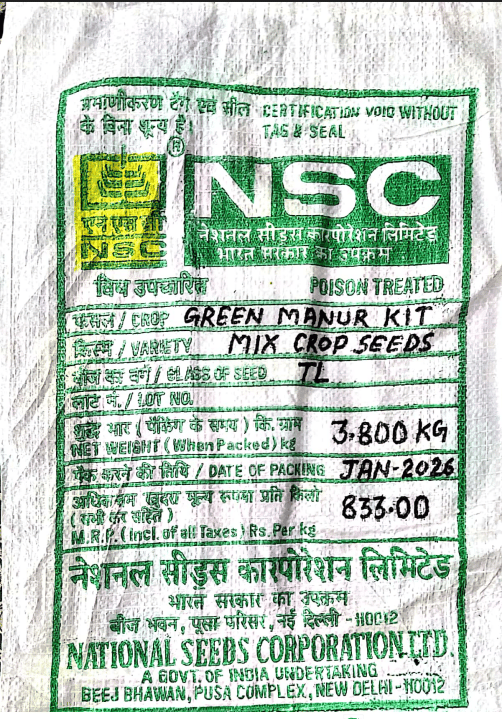 प्रमाणीकरण टैग एवं सील CERTIFICATION VOID WITHOUT
के बिना शून्य है। TAG & SEAL
®
एन एस सी
NSC
NSC
नेशनल सीड्स कारपोरेशन लिमिटेड
भारत सरकार का उपक्रम
विष उपचारित POISON TREATED
फसल / CROP GREEN MANUR KIT
किस्म / VARIETY MIX CROP SEEDS
बीज का वर्ग / CLASS OF SEED TL
लाट नं. / LOT NO.
शुद्ध भार ( पैकिंग के समय ) कि. ग्राम
NET WEIGHT (When Packed) kg 3.800 KG
पैक करने की तिथि / DATE OF PACKING JAN-2026
अधिकतम खुदरा मूल्य रूपया प्रति किलो
( सभी कर सहित ) 833.00
M.R.P. (Incl. of all Taxes) Rs. Per kg
नेशनल सीड्स कारपोरेशन लिमिटेड
भारत सरकार का उपक्रम
बीज भवन, पूसा परिसर, नई दिल्ली - 110012
NATIONAL SEEDS CORPORATION LTD.
A GOVT. OF INDIA UNDERTAKING
BEEJ BHAWAN, PUSA COMPLEX, NEW DELHI-110012